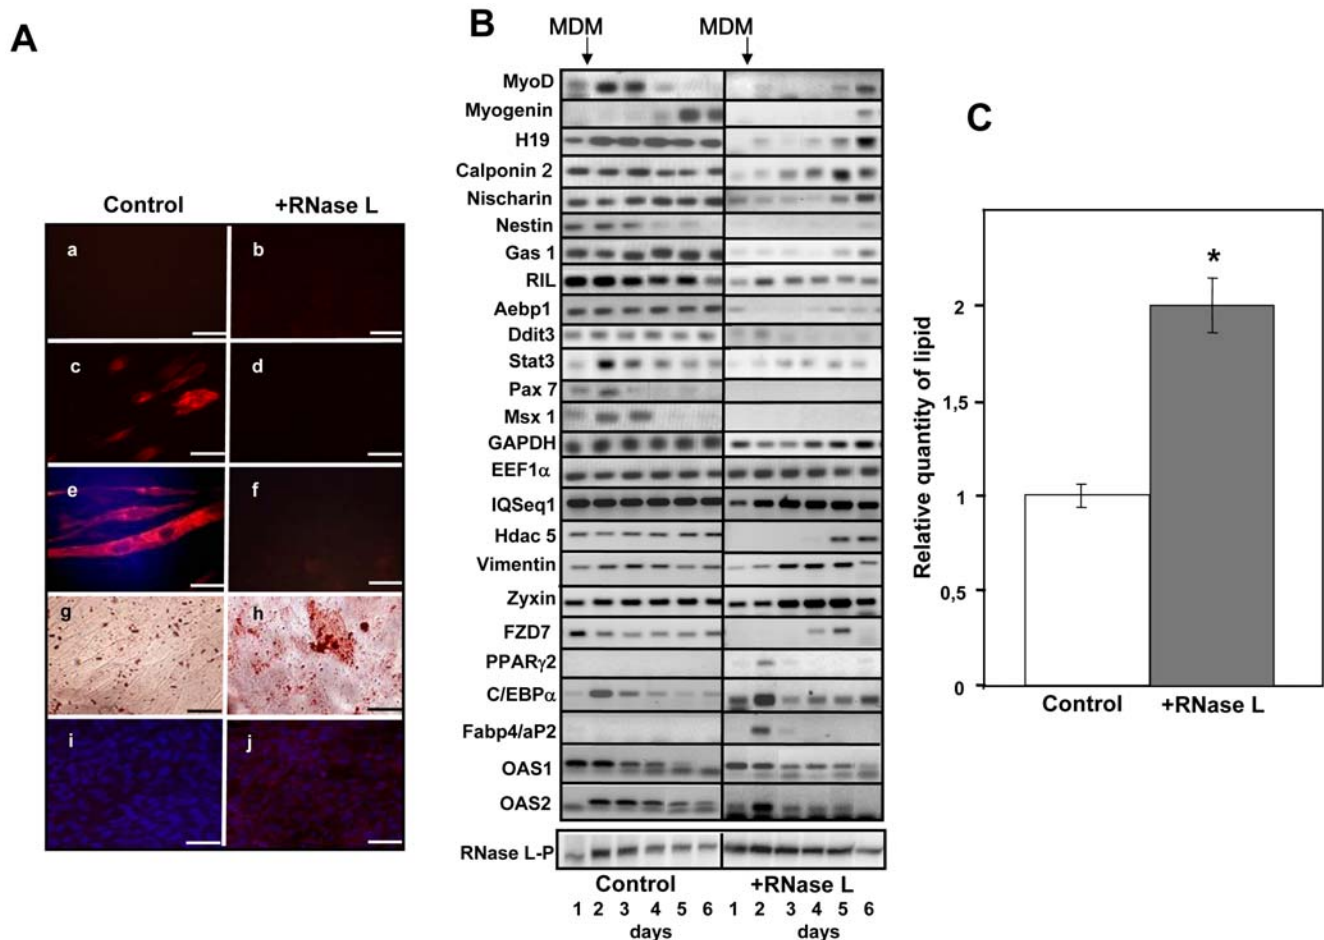 A
Control +RNase L
a b
c d
e f
g h
i j
B
MDM MDM
MyoD
Myogenin
H19
Calponin 2
Nischarin
Nestin
Gas 1
RIL
Aebp1
Ddit3
Stat3
Pax 7
Msx 1
GAPDH
EEF1α
IQSeq1
Hdac 5
Vimentin
Zyxin
FZD7
PPARγ2
C/EBPα
Fabp4/aP2
OAS1
OAS2
RNase L-P
Control +RNase L
1 2 3 4 5 6 1 2 3 4 5 6
days days
C
Relative quantity of lipid
*
2
1,5
1
0,5
0
Control +RNase L